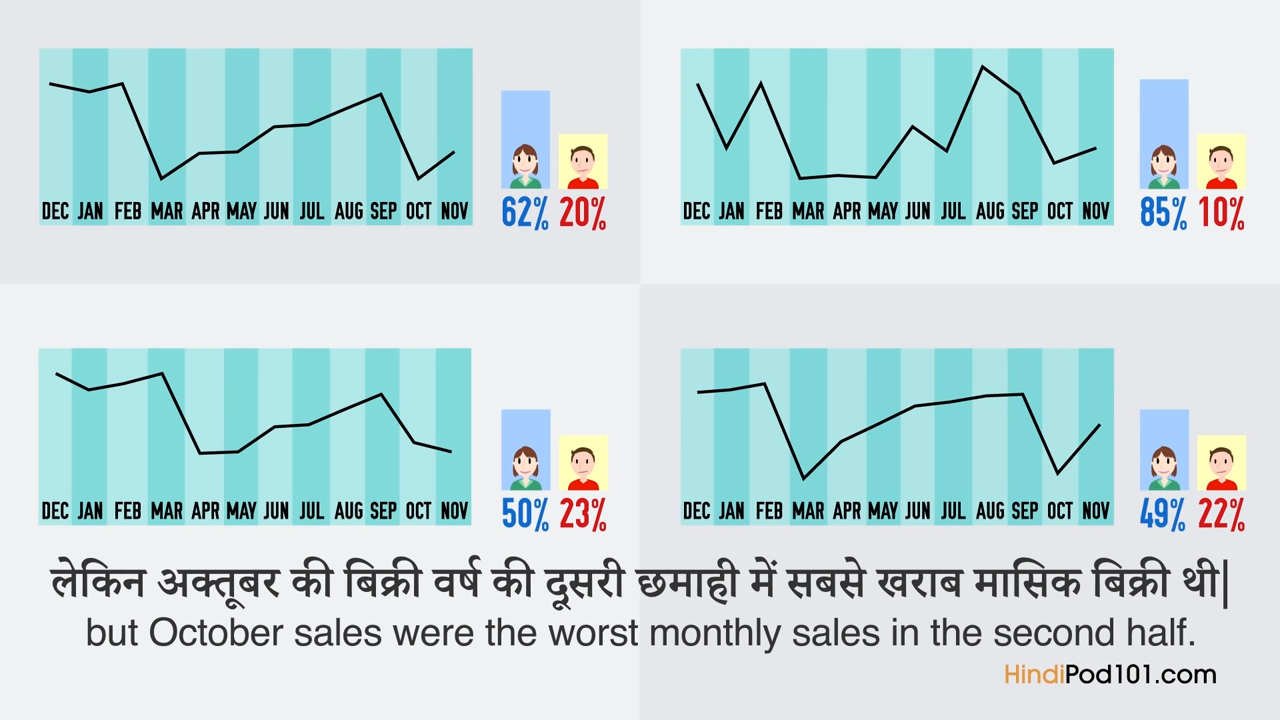 DEC JAN FEB MAR APR MAY JUN JUL AUG SEP OCT NOV
62% 20%
DEC JAN FEB MAR APR MAY JUN JUL AUG SEP OCT NOV
85% 10%
DEC JAN FEB MAR APR MAY JUN JUL AUG SEP OCT NOV
50% 23%
DEC JAN FEB MAR APR MAY JUN JUL AUG SEP OCT NOV
49% 22%
लेकिन अक्तूबर की बिक्री वर्ष की दूसरी छमाही में सबसे खराब मासिक बिक्री थी|
but October sales were the worst monthly sales in the second half.
HindiPod101.com